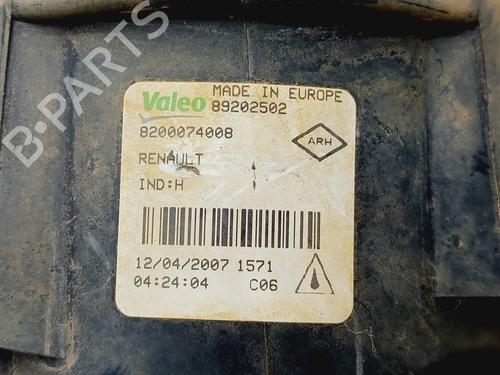 B-PARTS
Valeo MADE IN EUROPE
89202502
8200074008
ARH
RENAULT
IND:H
12/04/2007 1571
04:24:04 C06